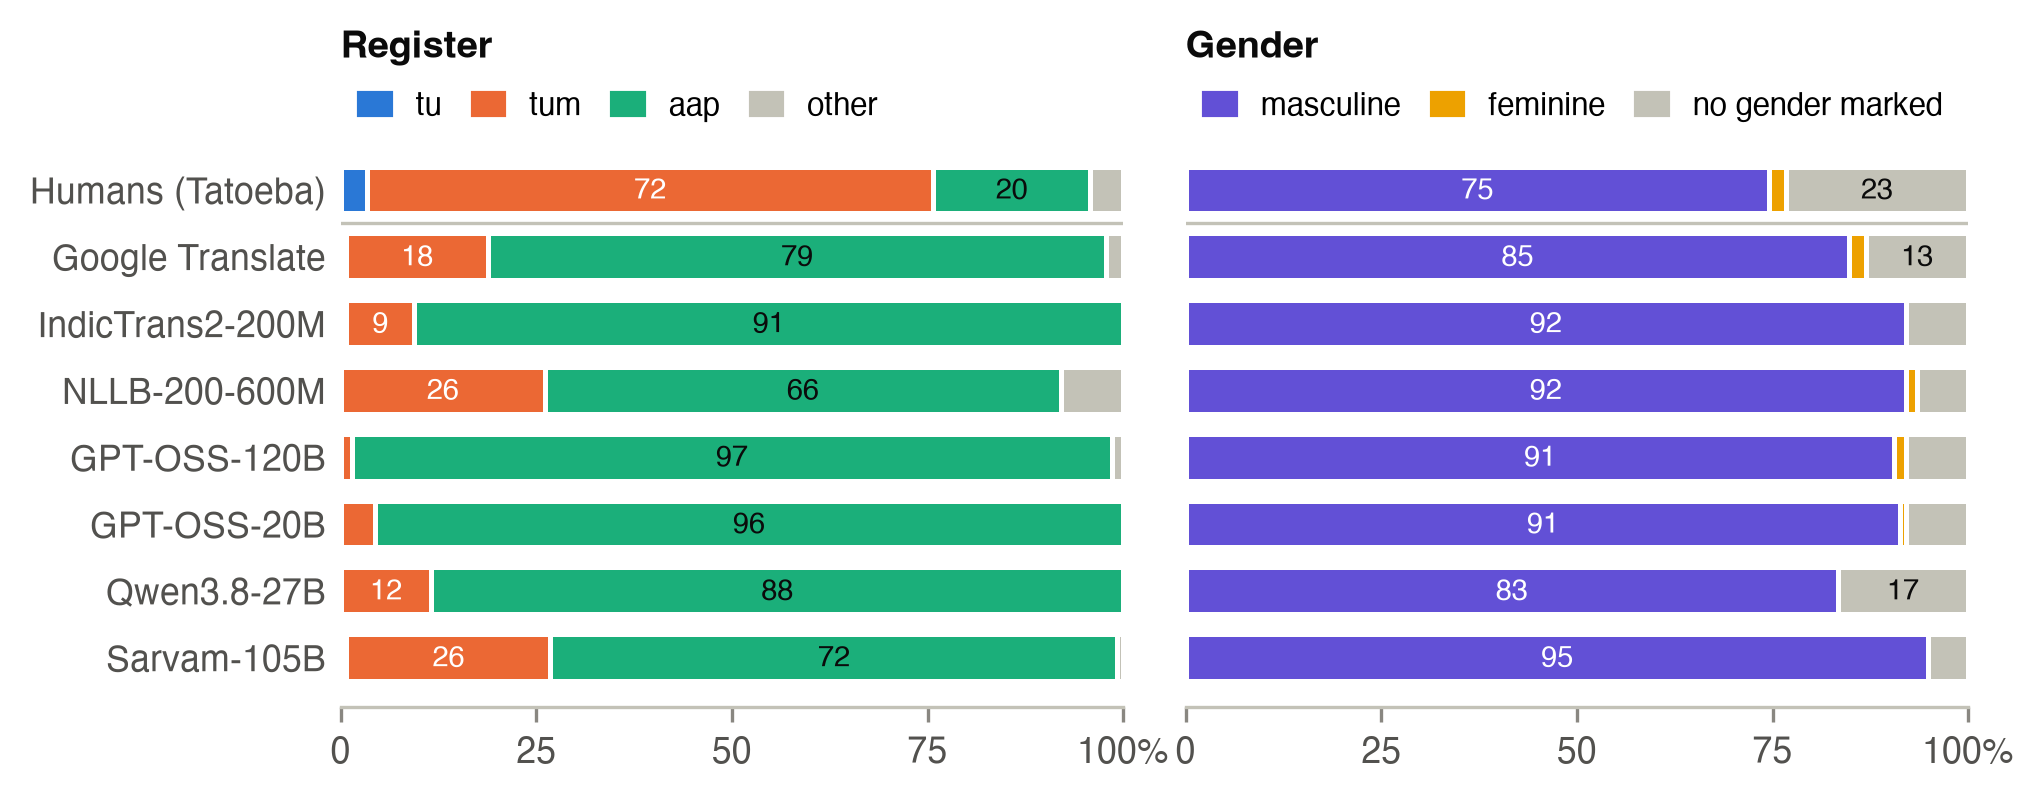 Register Gender
tu tum aap other masculine feminine no gender marked
Humans (Tatoeba) 72 20 75 23
Google Translate 18 79 85 13
IndicTrans2-200M 9 91 92
NLLB-200-600M 26 66 92
GPT-OSS-120B 97 91
GPT-OSS-20B 96 91
Qwen3.8-27B 12 88 83 17
Sarvam-105B 26 72 95
0 25 50 75 100% 0 25 50 75 100%